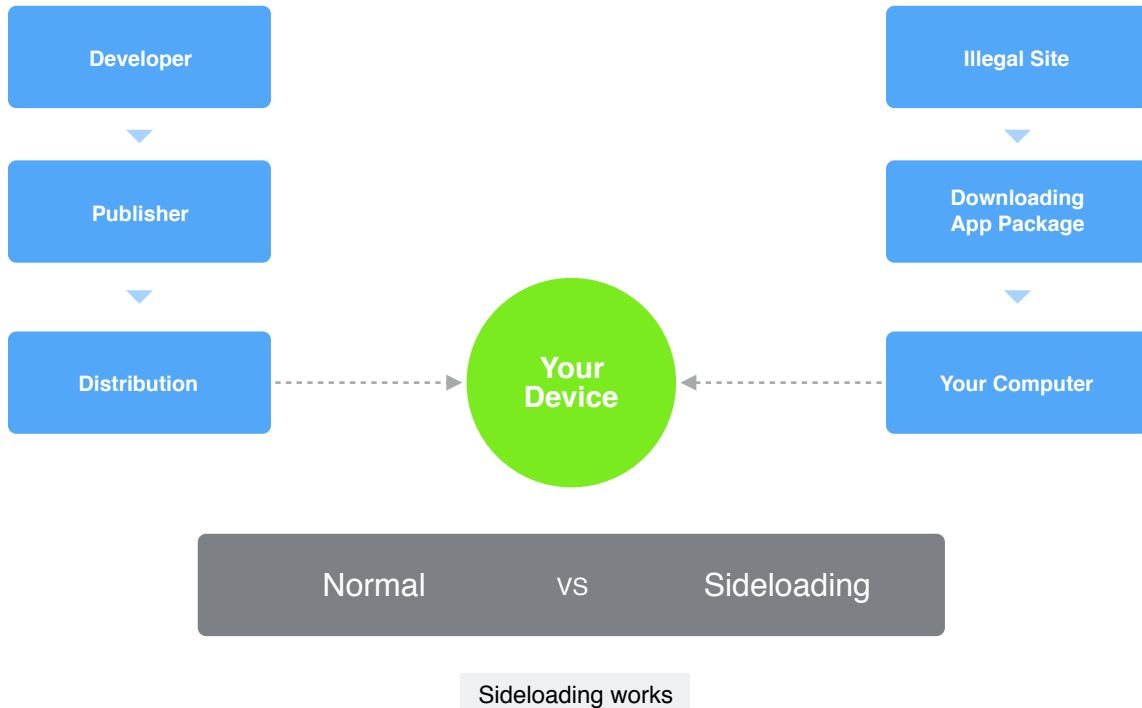 Developer
Illegal Site
Publisher
Downloading
App Package
Distribution
Your
Device
Your Computer
Normal
VS
Sideloading
Sideloading works